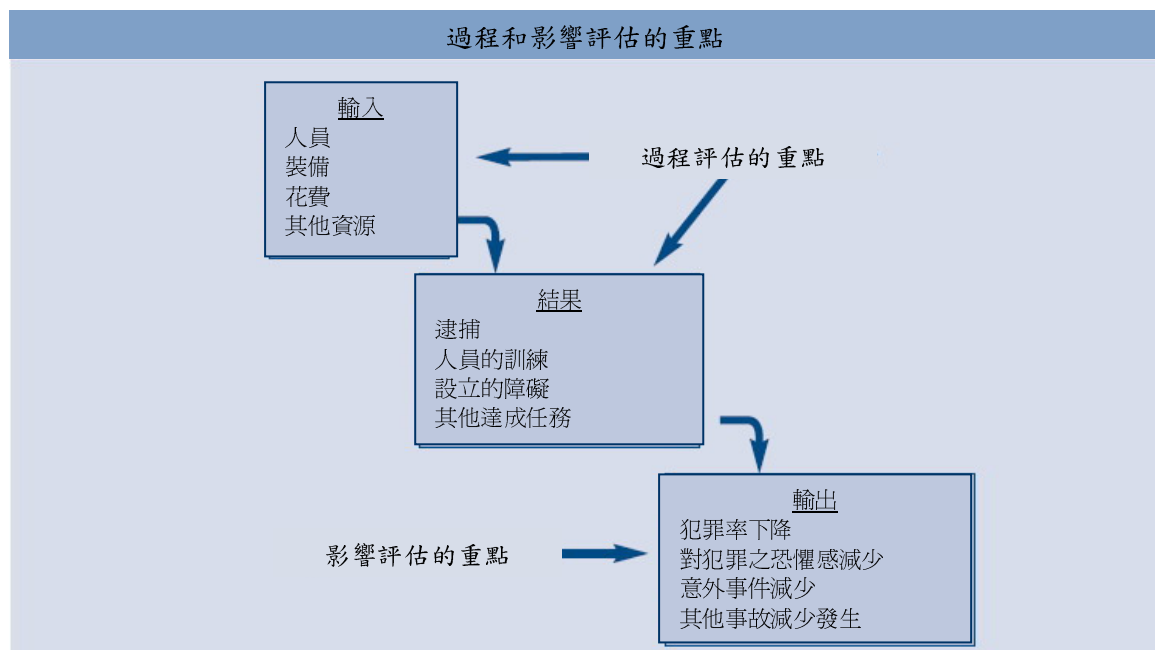 過程和影響評估的重點
輸入
人員
裝備
花費
其他資源
過程評估的重點
結果
逮捕
人員的訓練
設立的障礙
其他達成任務
輸出
犯罪率下降
對犯罪之恐懼感減少
意外事件減少
其他事故減少發生
影響評估的重點